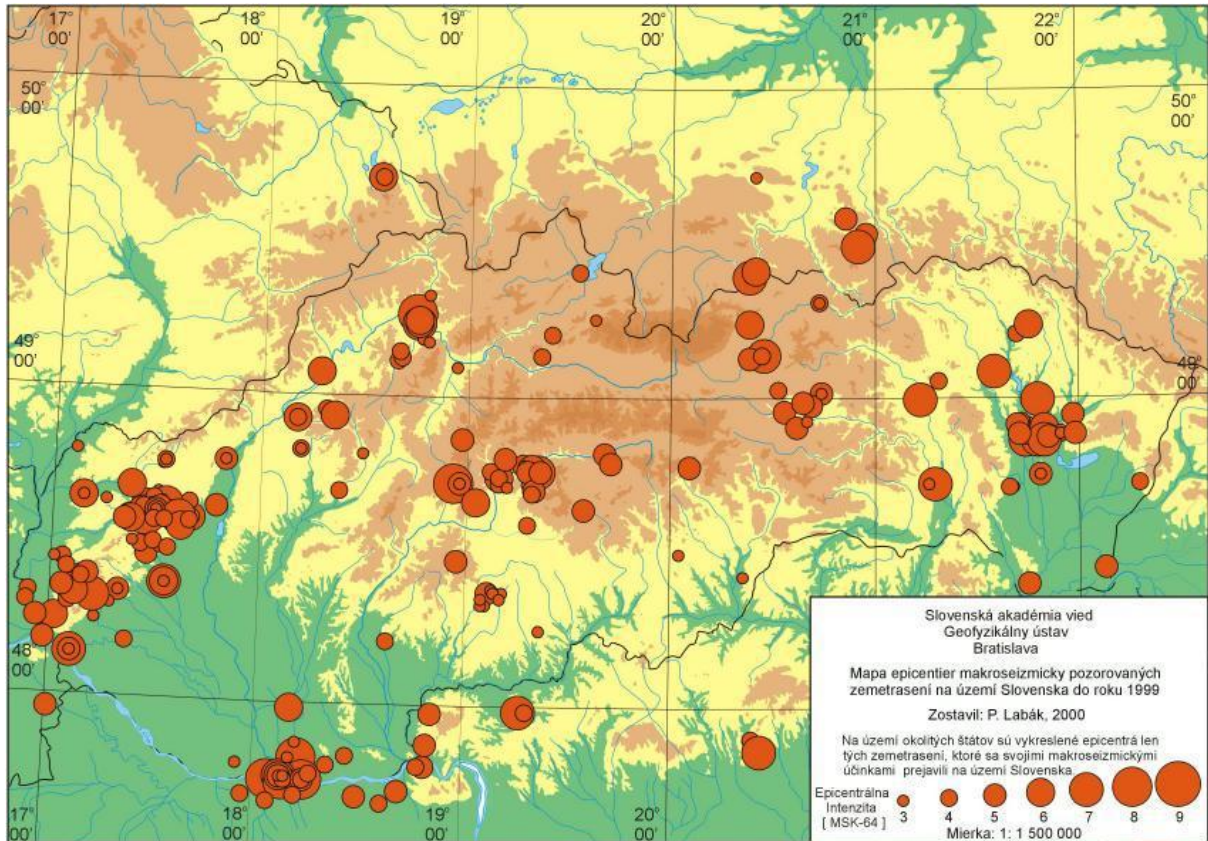 17°
00'
18°
00'
19°
00'
20°
00'
21°
00'
22°
00'
50°
00'
50°
00'
49°
00'
49°
00'
48°
00'
17°
00'
18°
00'
19°
00'
20°
00'
Slovenská akadémia vied
Geofyzikálny ústav
Bratislava
Mapa epicentier makroseizmicky pozorovaných
zemetrasení na území Slovenska do roku 1999
Zostavil: P. Labák, 2000
Na území okolitých štátov sú vykreslené epicentrá len
tých zemetrasení, ktoré sa svojimi makroseizmickými
účinkami prejavili na území Slovenska.
Epicentrálna
Intenzita
[ MSK-64 ]
3 4 5 6 7 8 9
Mierka: 1: 1 500 000